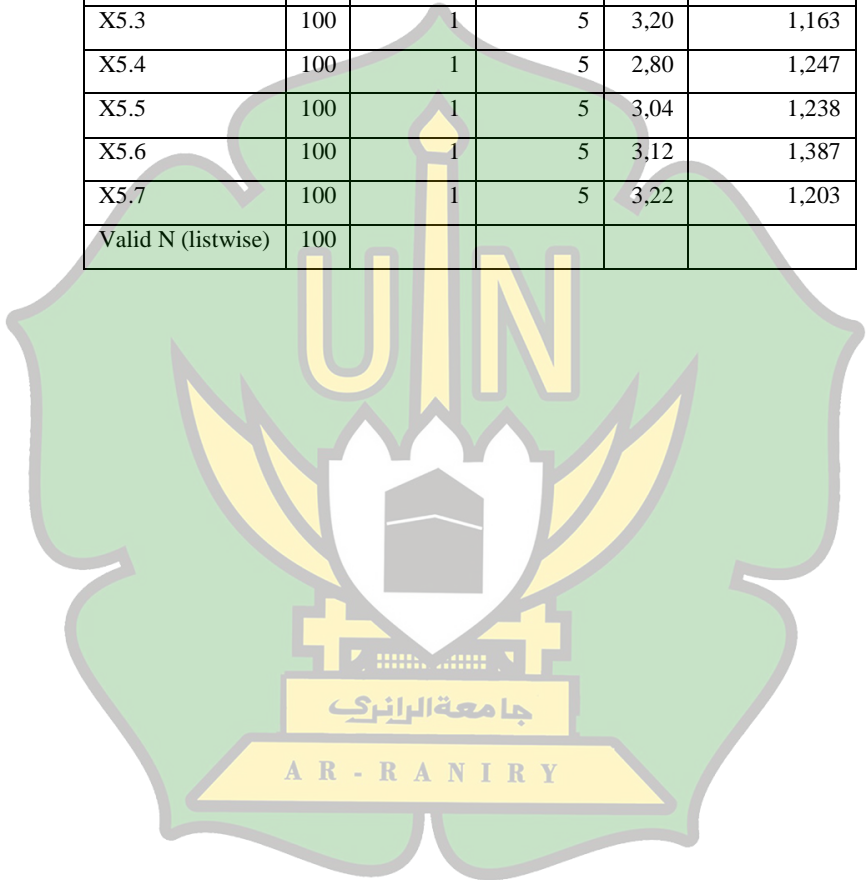 X5.3 100 1 5 3,20 1,163
X5.4 100 1 5 2,80 1,247
X5.5 100 1 5 3,04 1,238
X5.6 100 1 5 3,12 1,387
X5.7 100 1 5 3,22 1,203
Valid N (listwise) 100
UIN
جامعة الرانري
AR-RANIRY